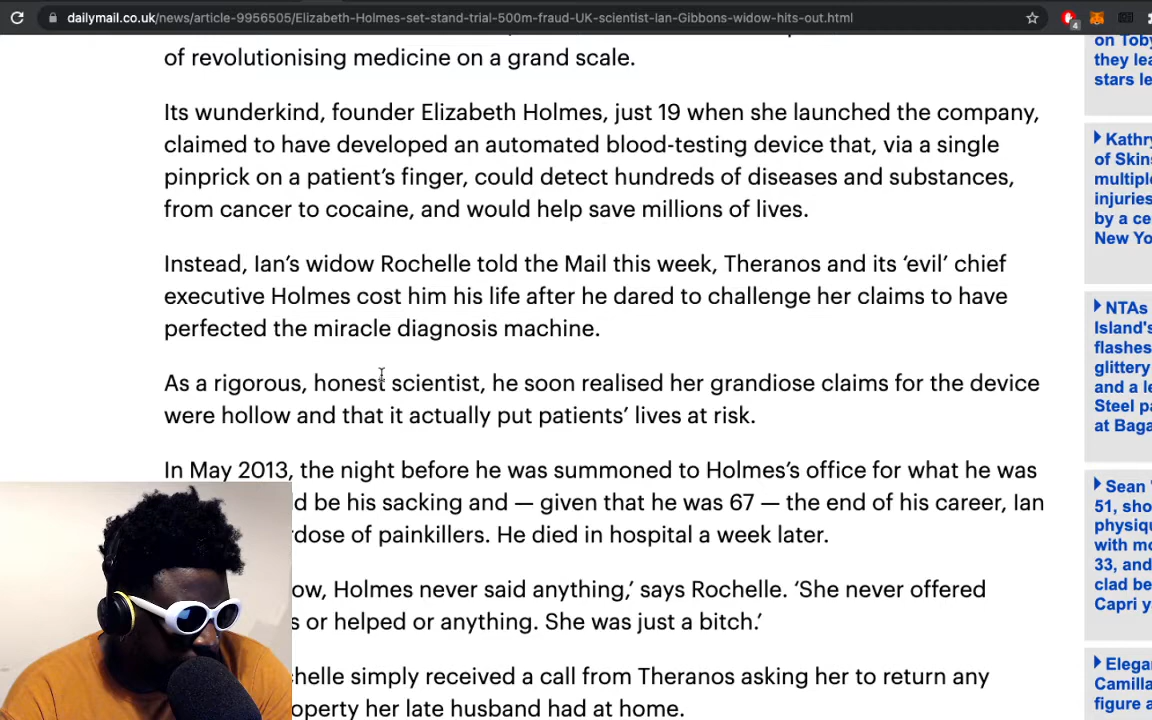 dailymail.co.uk/news/article-9956505/Elizabeth-Holmes-set-stand-trial-500m-fraud-UK-scientist-Ian-Gibbons-widow-hits-out.html
4
of revolutionising medicine on a grand scale.
Its wunderkind, founder Elizabeth Holmes, just 19 when she launched the company,
claimed to have developed an automated blood-testing device that, via a single
pinprick on a patient’s finger, could detect hundreds of diseases and substances,
from cancer to cocaine, and would help save millions of lives.
Instead, Ian’s widow Rochelle told the Mail this week, Theranos and its ‘evil’ chief
executive Holmes cost him his life after he dared to challenge her claims to have
perfected the miracle diagnosis machine.
As a rigorous, honest scientist, he soon realised her grandiose claims for the device
were hollow and that it actually put patients’ lives at risk.
In May 2013, the night before he was summoned to Holmes’s office for what he was
d be his sacking and — given that he was 67 — the end of his career, Ian
rdose of painkillers. He died in hospital a week later.
ow, Holmes never said anything,’ says Rochelle. ‘She never offered
s or helped or anything. She was just a bitch.’
chelle simply received a call from Theranos asking her to return any
operty her late husband had at home.
on Toby
they lea
stars le
Kathry
of Skins
multiple
injuries
by a ce
New Yo
NTAs
Island's
flashes
glittery
and a le
Steel pa
at Baga
Sean '
51, sho
physiqu
with mo
33, and
clad be
Capri y
Elegan
Camilla
figure a